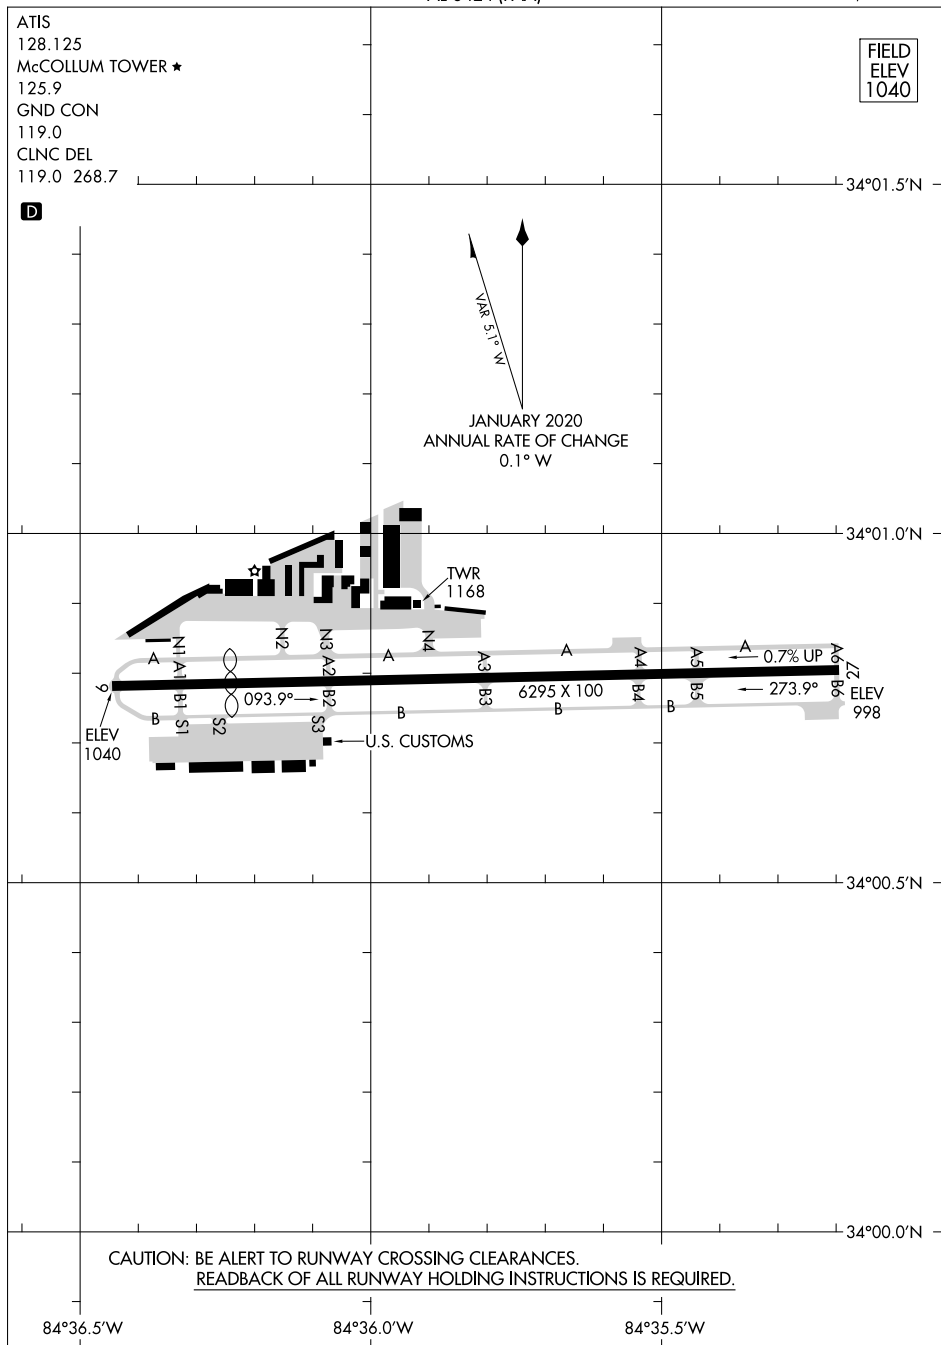 ATIS
128.125
McCOLLUM TOWER ★
125.9
GND CON
119.0
CLNC DEL
119.0 268.7
D
FIELD
ELEV
1040
34°01.5'N
VAR 5.1° W
JANUARY 2020
ANNUAL RATE OF CHANGE
0.1° W
34°01.0'N
TWR
1168
N1
N2
N3
N4
A
A
A
A
A1
A2
A3
A4
A5
A6
0.7% UP
9
27
093.9°
6295 X 100
273.9°
B1
B2
B3
B4
B5
B6
ELEV
998
B
B
B
B
S1
S2
S3
ELEV
1040
U.S. CUSTOMS
34°00.5'N
34°00.0'N
CAUTION: BE ALERT TO RUNWAY CROSSING CLEARANCES.
READBACK OF ALL RUNWAY HOLDING INSTRUCTIONS IS REQUIRED.
84°36.5'W
84°36.0'W
84°35.5'W